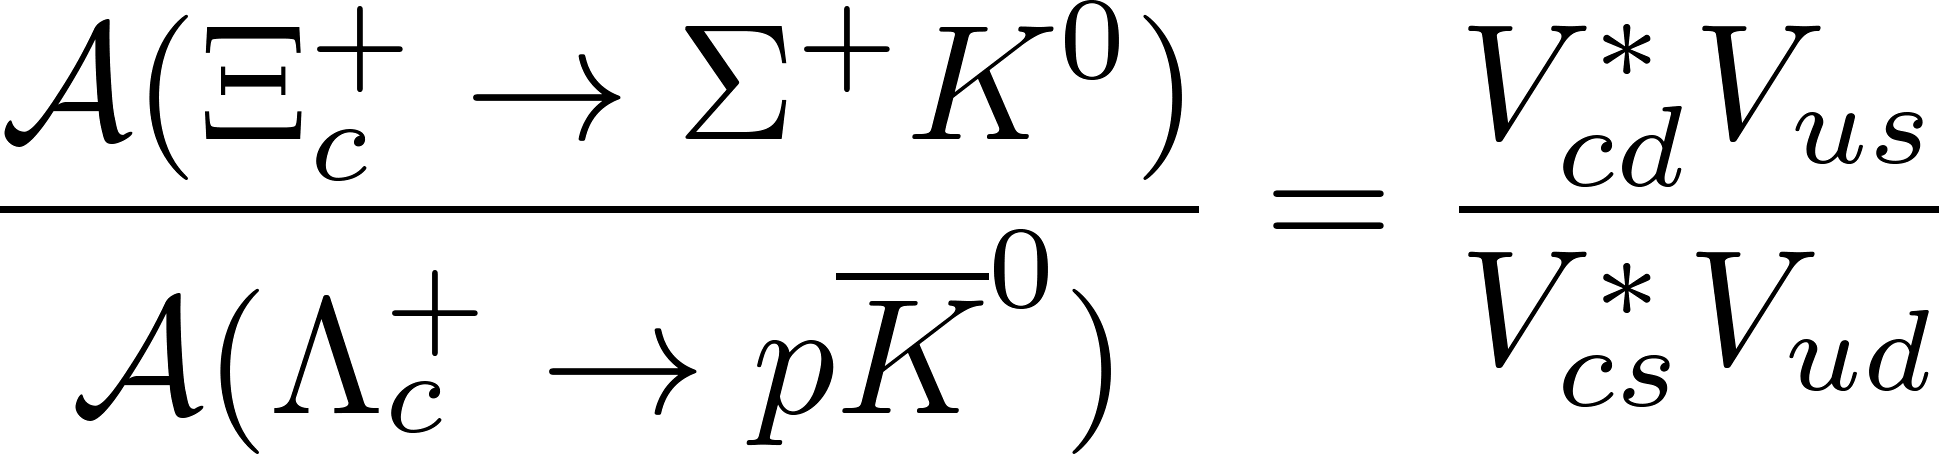 \frac{\mathcal{A}(\Xi_c^+ \to \Sigma^+ K^0)}{\mathcal{A}(\Lambda_c^+ \to p \overline{K}^0)} = \frac{V_{cd}^* V_{us}}{V_{cs}^* V_{ud}}